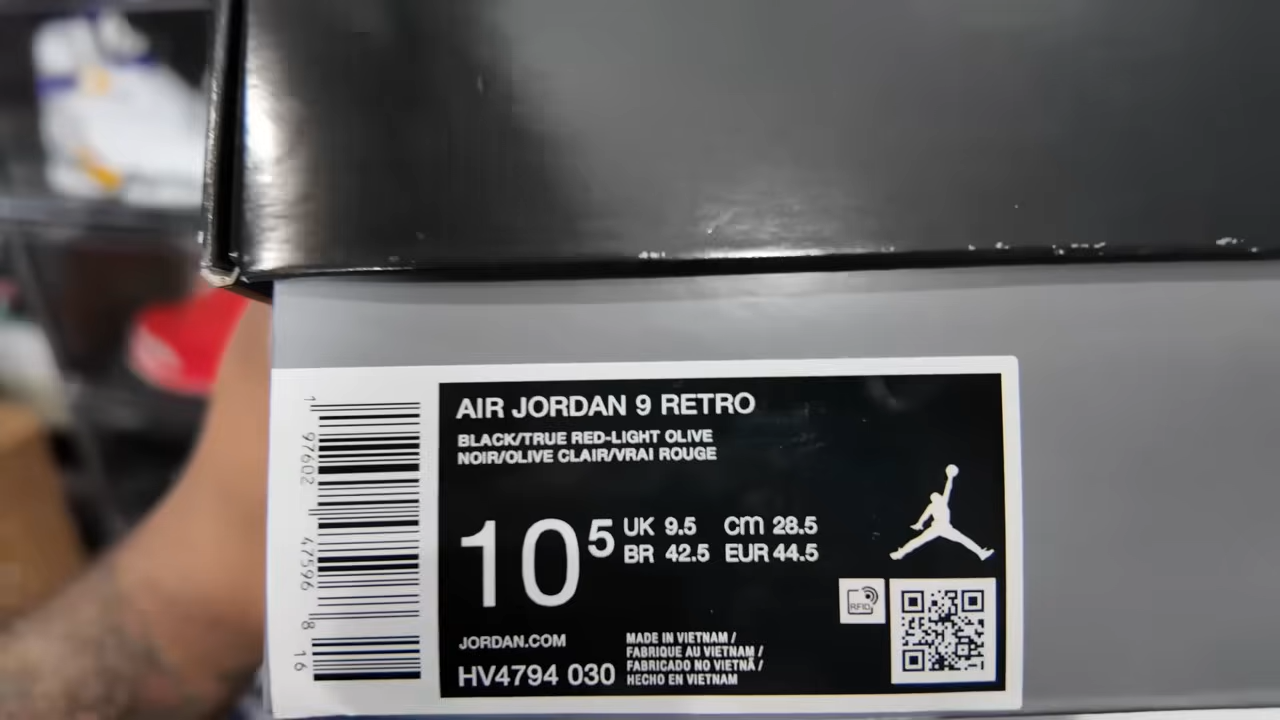 AIR JORDAN 9 RETRO
BLACK/TRUE RED-LIGHT OLIVE
NOIR/OLIVE CLAIR/VRAI ROUGE
10 5
UK 9.5 CM 28.5
BR 42.5 EUR 44.5
RFID
JORDAN.COM
HV4794 030
MADE IN VIETNAM /
FABRIQUE AU VIETNAM /
FABRICADO NO VIETNÃ /
HECHO EN VIETNAM
1 97602 47596 8 16